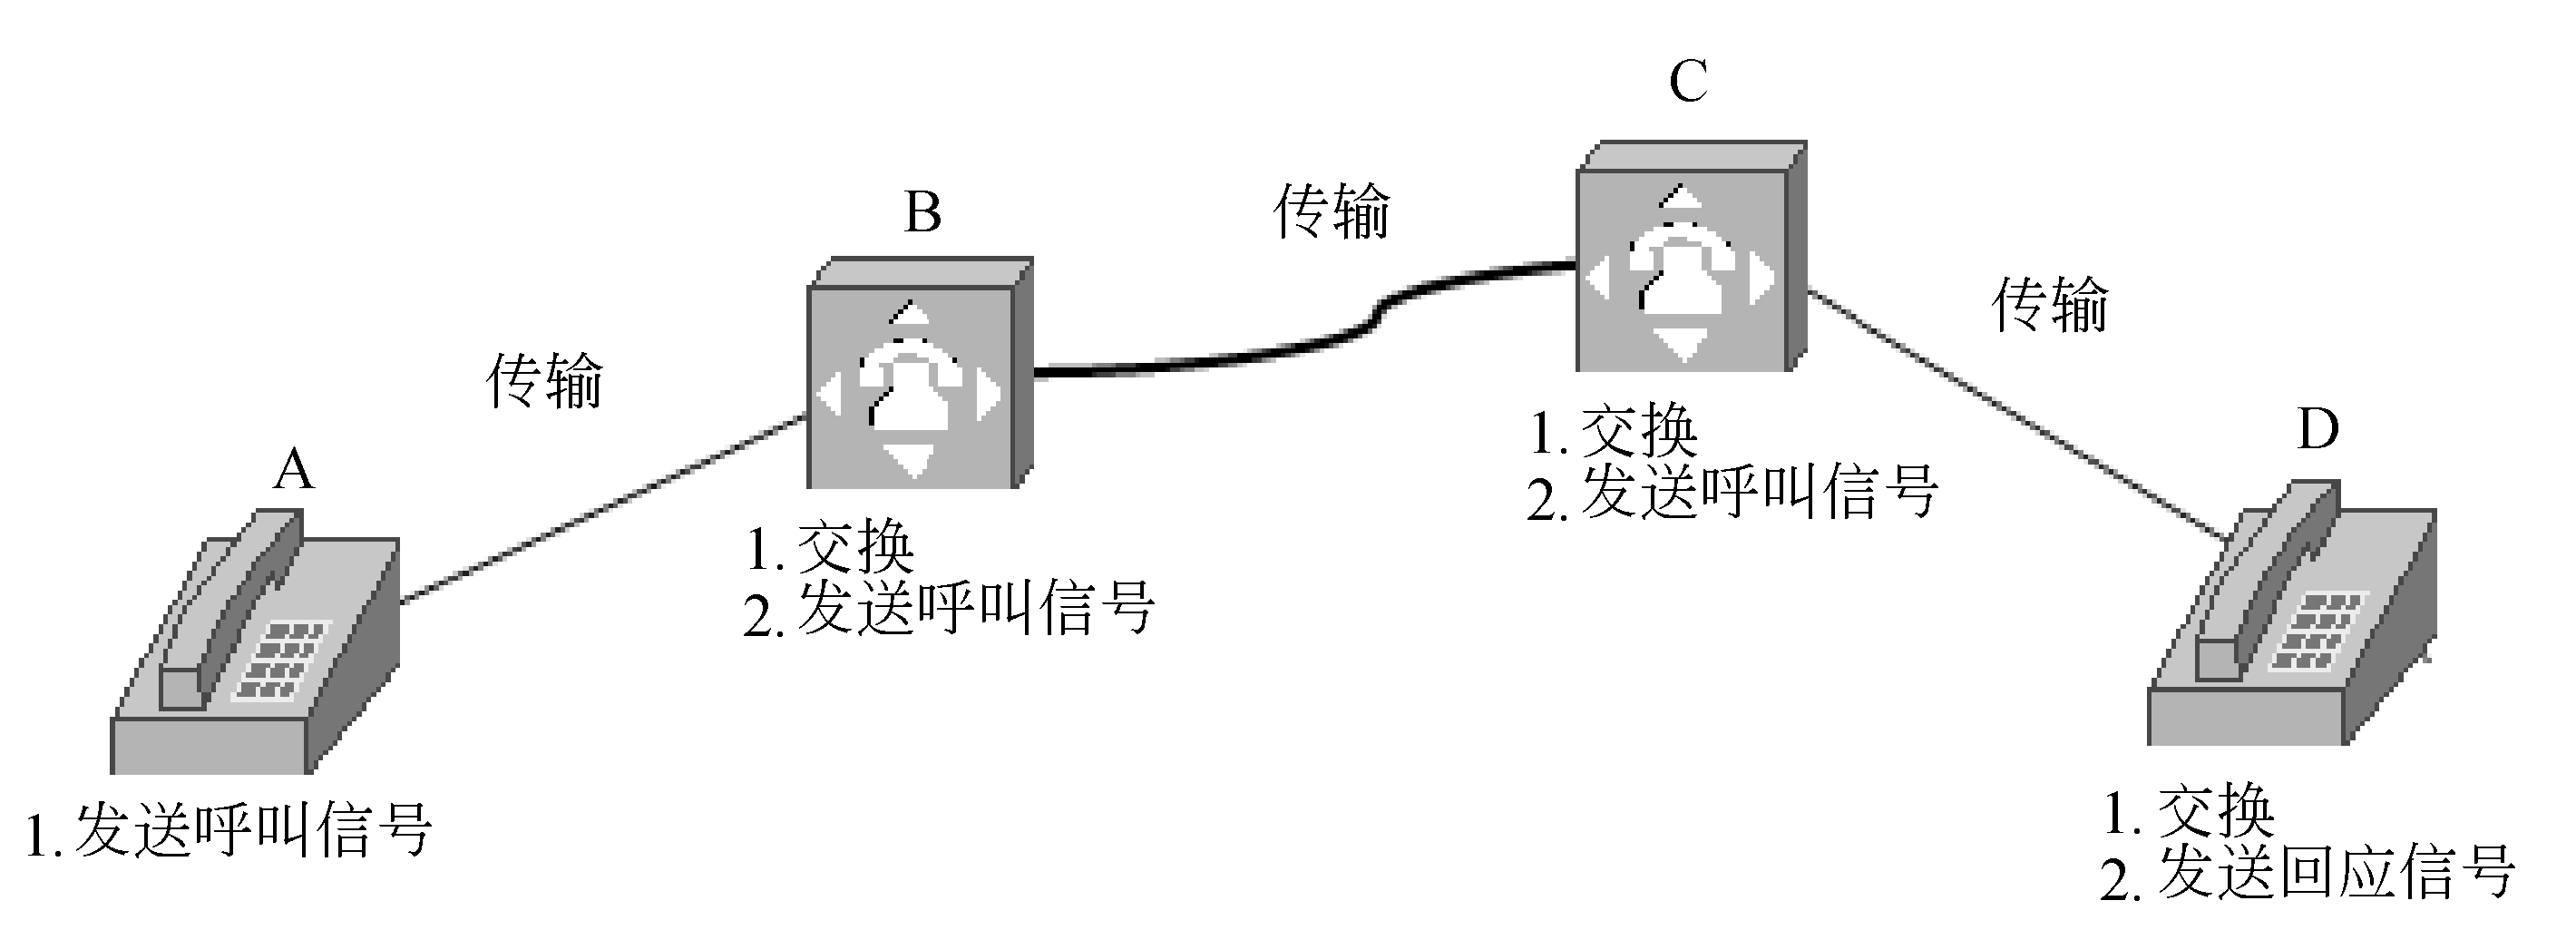 A
1. 发送呼叫信号
传输
B
1. 交换
2. 发送呼叫信号
传输
C
1. 交换
2. 发送呼叫信号
传输
D
1. 交换
2. 发送回应信号